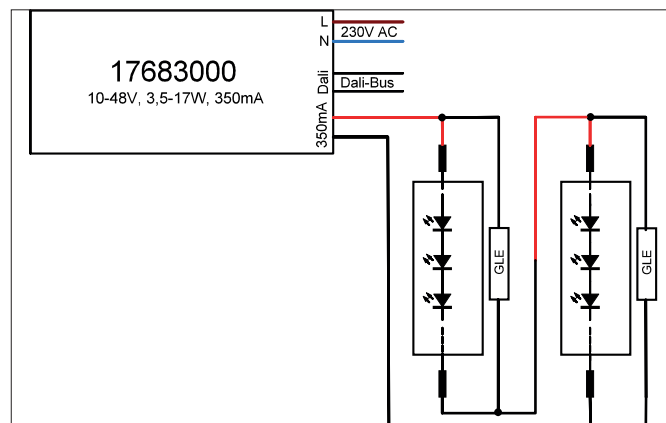 L
230V AC
N
17683000
10-48V, 3,5-17W, 350mA
Dali
Dali-Bus
350mA
GLE
GLE